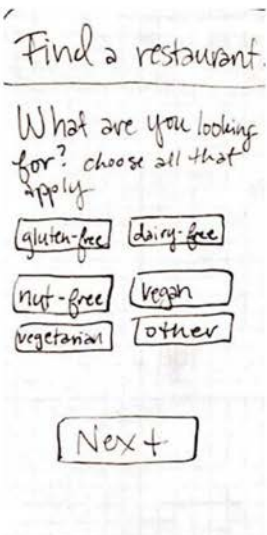 Find a restaurant.
What are you looking
for? choose all that
apply
gluten-free dairy-free
nut-free vegan
vegetarian other
Next